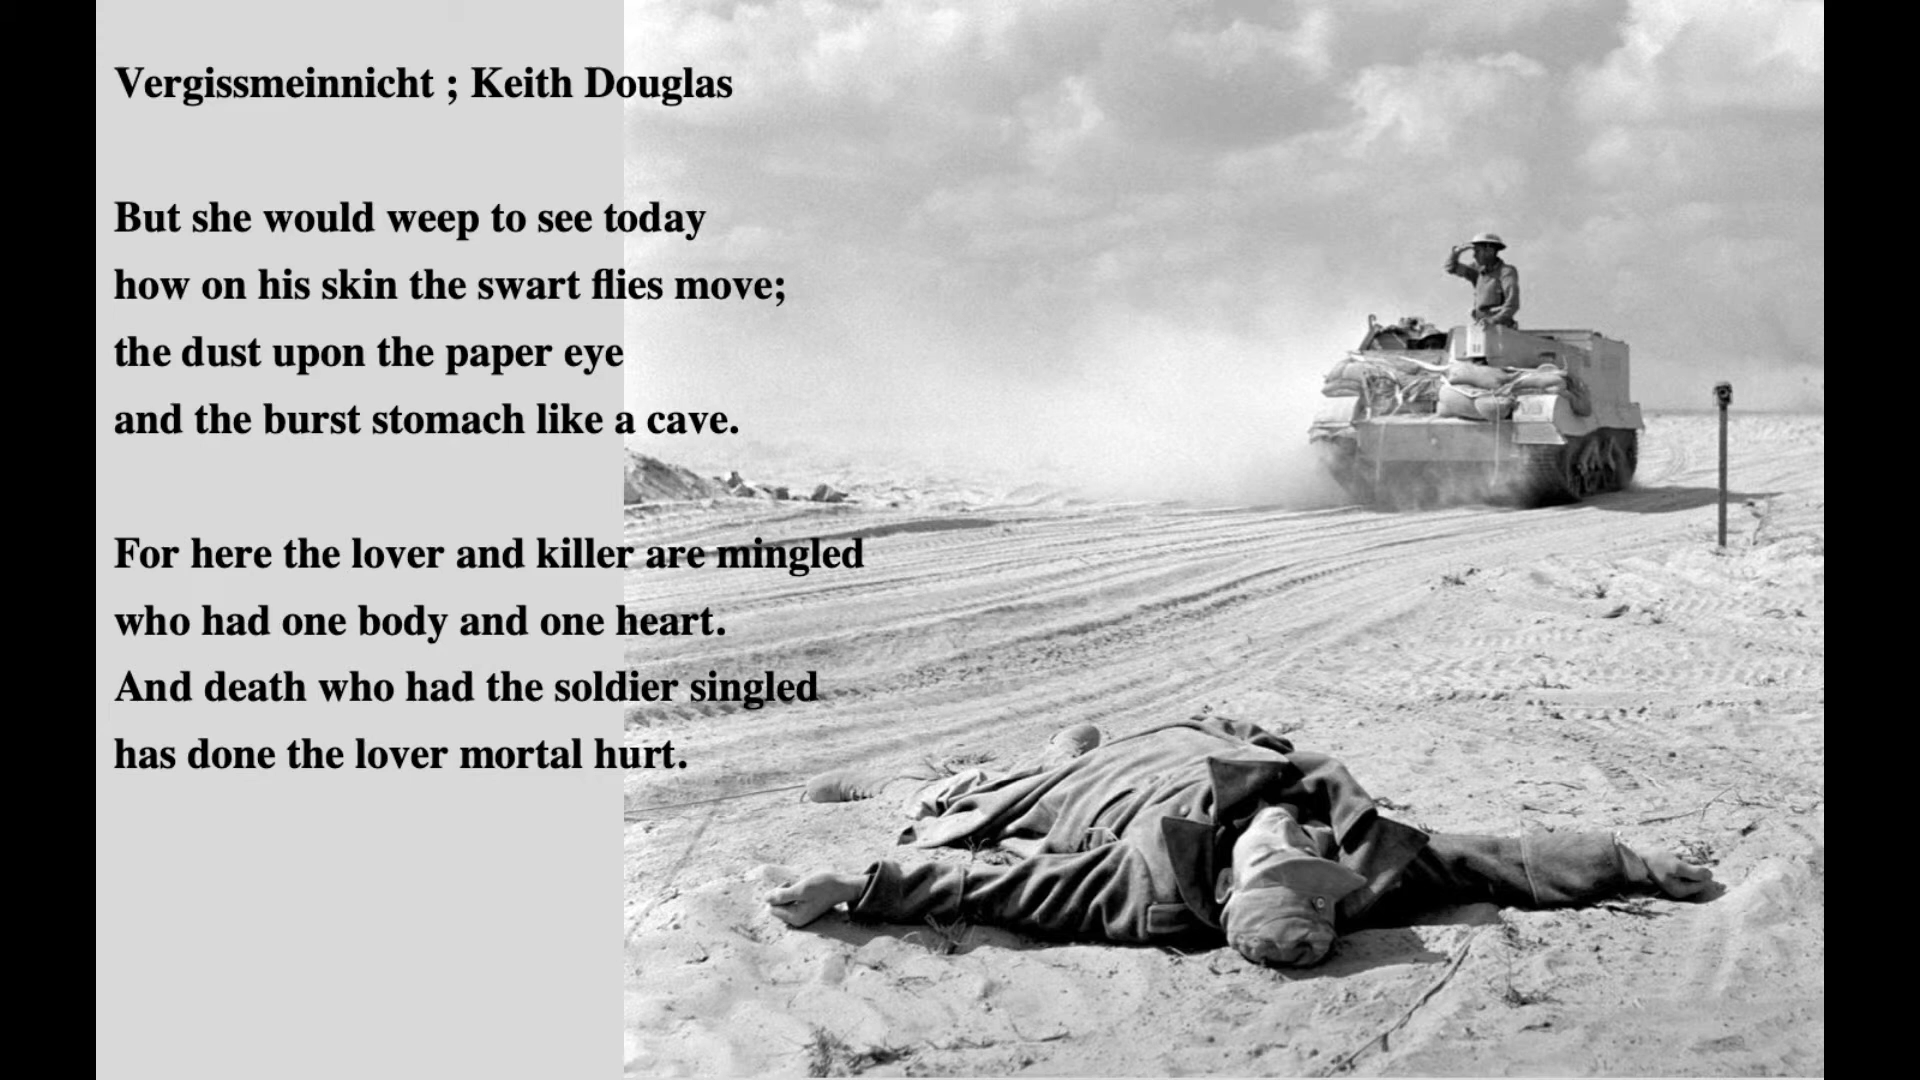 Vergissmeinnicht ; Keith Douglas
But she would weep to see today
how on his skin the swart flies move;
the dust upon the paper eye
and the burst stomach like a cave.
For here the lover and killer are mingled
who had one body and one heart.
And death who had the soldier singled
has done the lover mortal hurt.